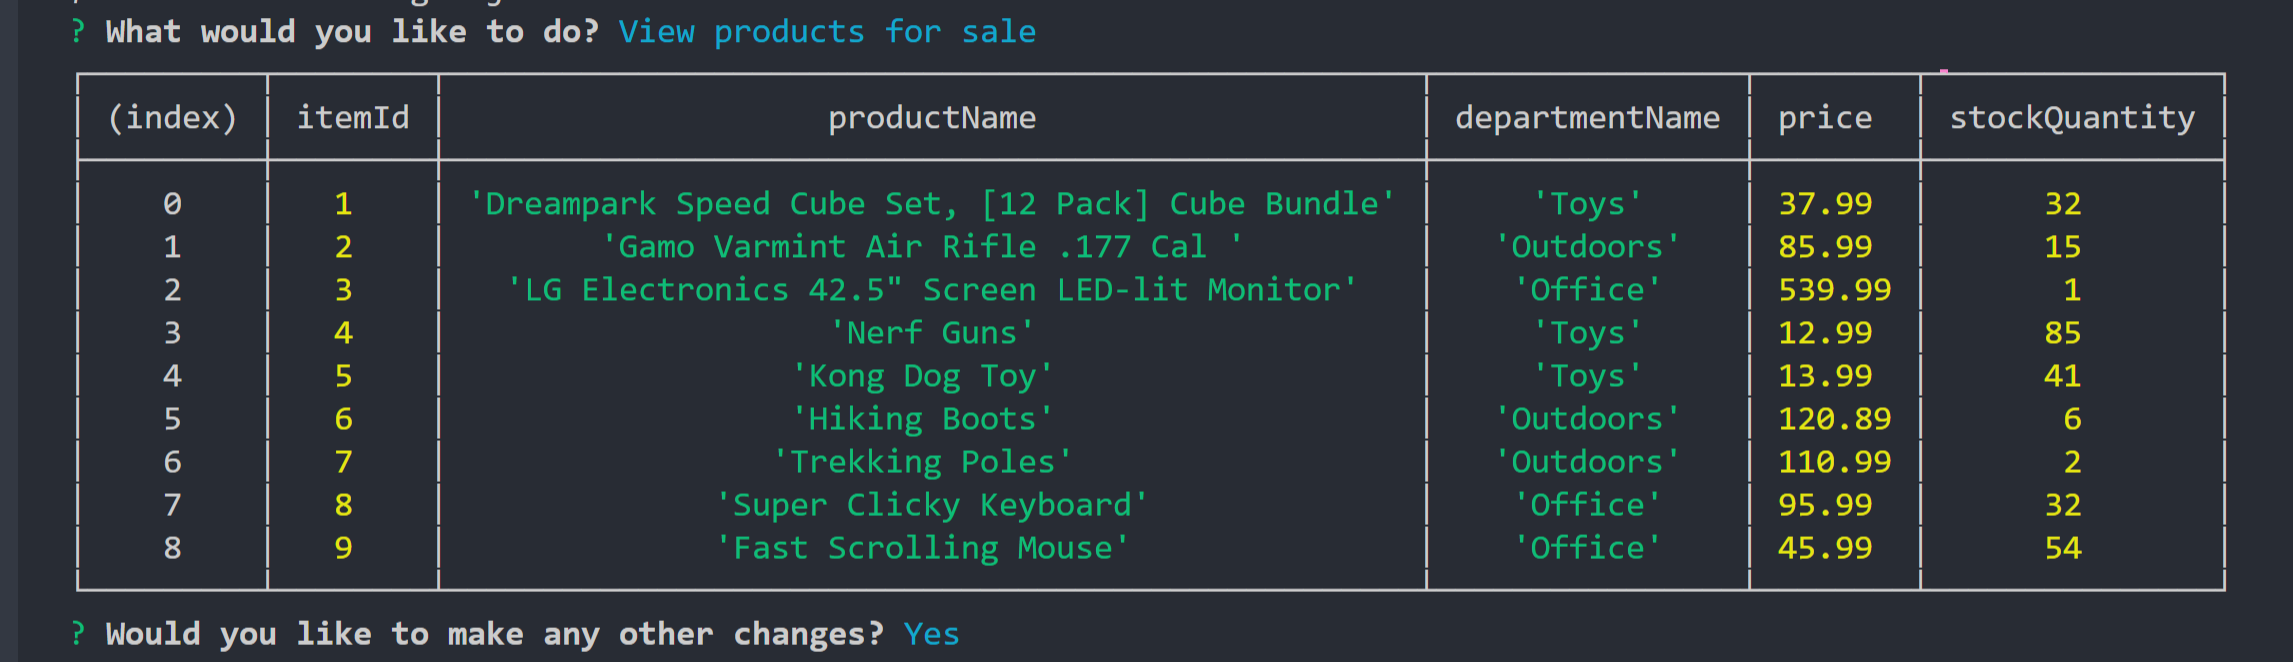 ? What would you like to do? View products for sale
(index) itemId productName departmentName price stockQuantity
0 1 'Dreampark Speed Cube Set, [12 Pack] Cube Bundle' 'Toys' 37.99 32
1 2 'Gamo Varmint Air Rifle .177 Cal ' 'Outdoors' 85.99 15
2 3 'LG Electronics 42.5" Screen LED-lit Monitor' 'Office' 539.99 1
3 4 'Nerf Guns' 'Toys' 12.99 85
4 5 'Kong Dog Toy' 'Toys' 13.99 41
5 6 'Hiking Boots' 'Outdoors' 120.89 6
6 7 'Trekking Poles' 'Outdoors' 110.99 2
7 8 'Super Clicky Keyboard' 'Office' 95.99 32
8 9 'Fast Scrolling Mouse' 'Office' 45.99 54
? Would you like to make any other changes? Yes